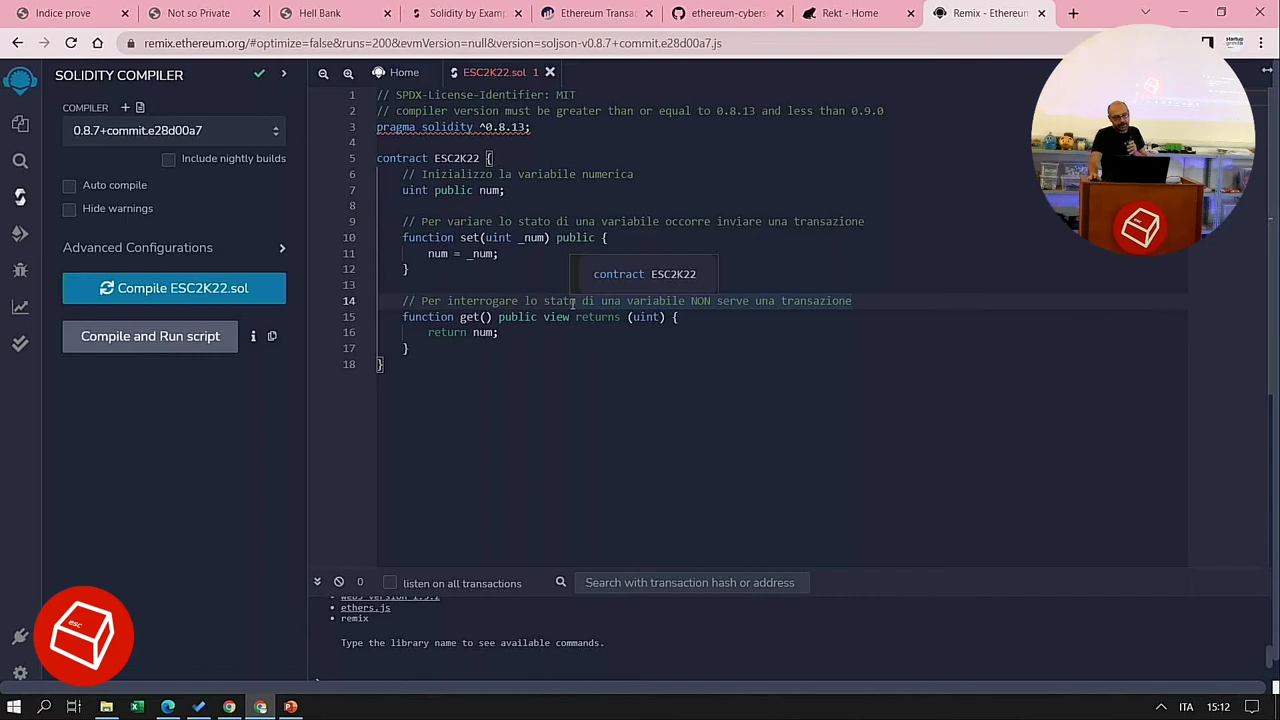 Indice prove
Not so Private
Hell Bank
Solidity by Examp
Ethereum Transac
ethereum-cybers
Rekt - Home
Remix - Ethereum
remix.ethereum.org/#optimize=false&runs=200&evmVersion=null&version=soljson-v0.8.7+commit.e28d00a7.js
SOLIDITY COMPILER
COMPILER
0.8.7+commit.e28d00a7
Include nightly builds
Auto compile
Hide warnings
Advanced Configurations
Compile ESC2K22.sol
Compile and Run script
Home
ESC2K22.sol 1
1 // SPDX-License-Identifier: MIT
2 // compiler version must be greater than or equal to 0.8.13 and less than 0.9.0
3 pragma solidity ^0.8.13;
4
5 contract ESC2K22 {
6 // Inizializzo la variabile numerica
7 uint public num;
8
9 // Per variare lo stato di una variabile occorre inviare una transazione
10 function set(uint _num) public {
11 num = _num;
12 }
contract ESC2K22
13
14 // Per interrogare lo stato di una variabile NON serve una transazione
15 function get() public view returns (uint) {
16 return num;
17 }
18 }
0
listen on all transactions
Search with transaction hash or address
web3 version 1.5.2
ethers.js
remix
Type the library name to see available commands.
>
esc
ITA
15:12